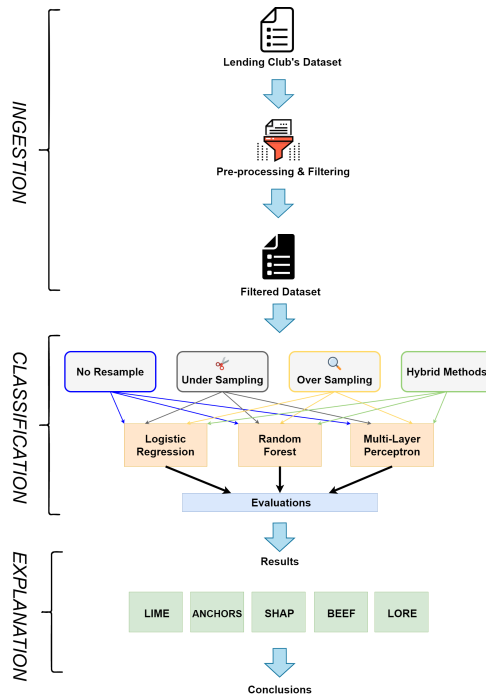 INGESTION
Lending Club's Dataset
Pre-processing & Filtering
Filtered Dataset
CLASSIFICATION
No Resample
Under Sampling
Over Sampling
Hybrid Methods
Logistic
Regression
Random
Forest
Multi-Layer
Perceptron
Evaluations
EXPLANATION
Results
LIME
ANCHORS
SHAP
BEEF
LORE
Conclusions